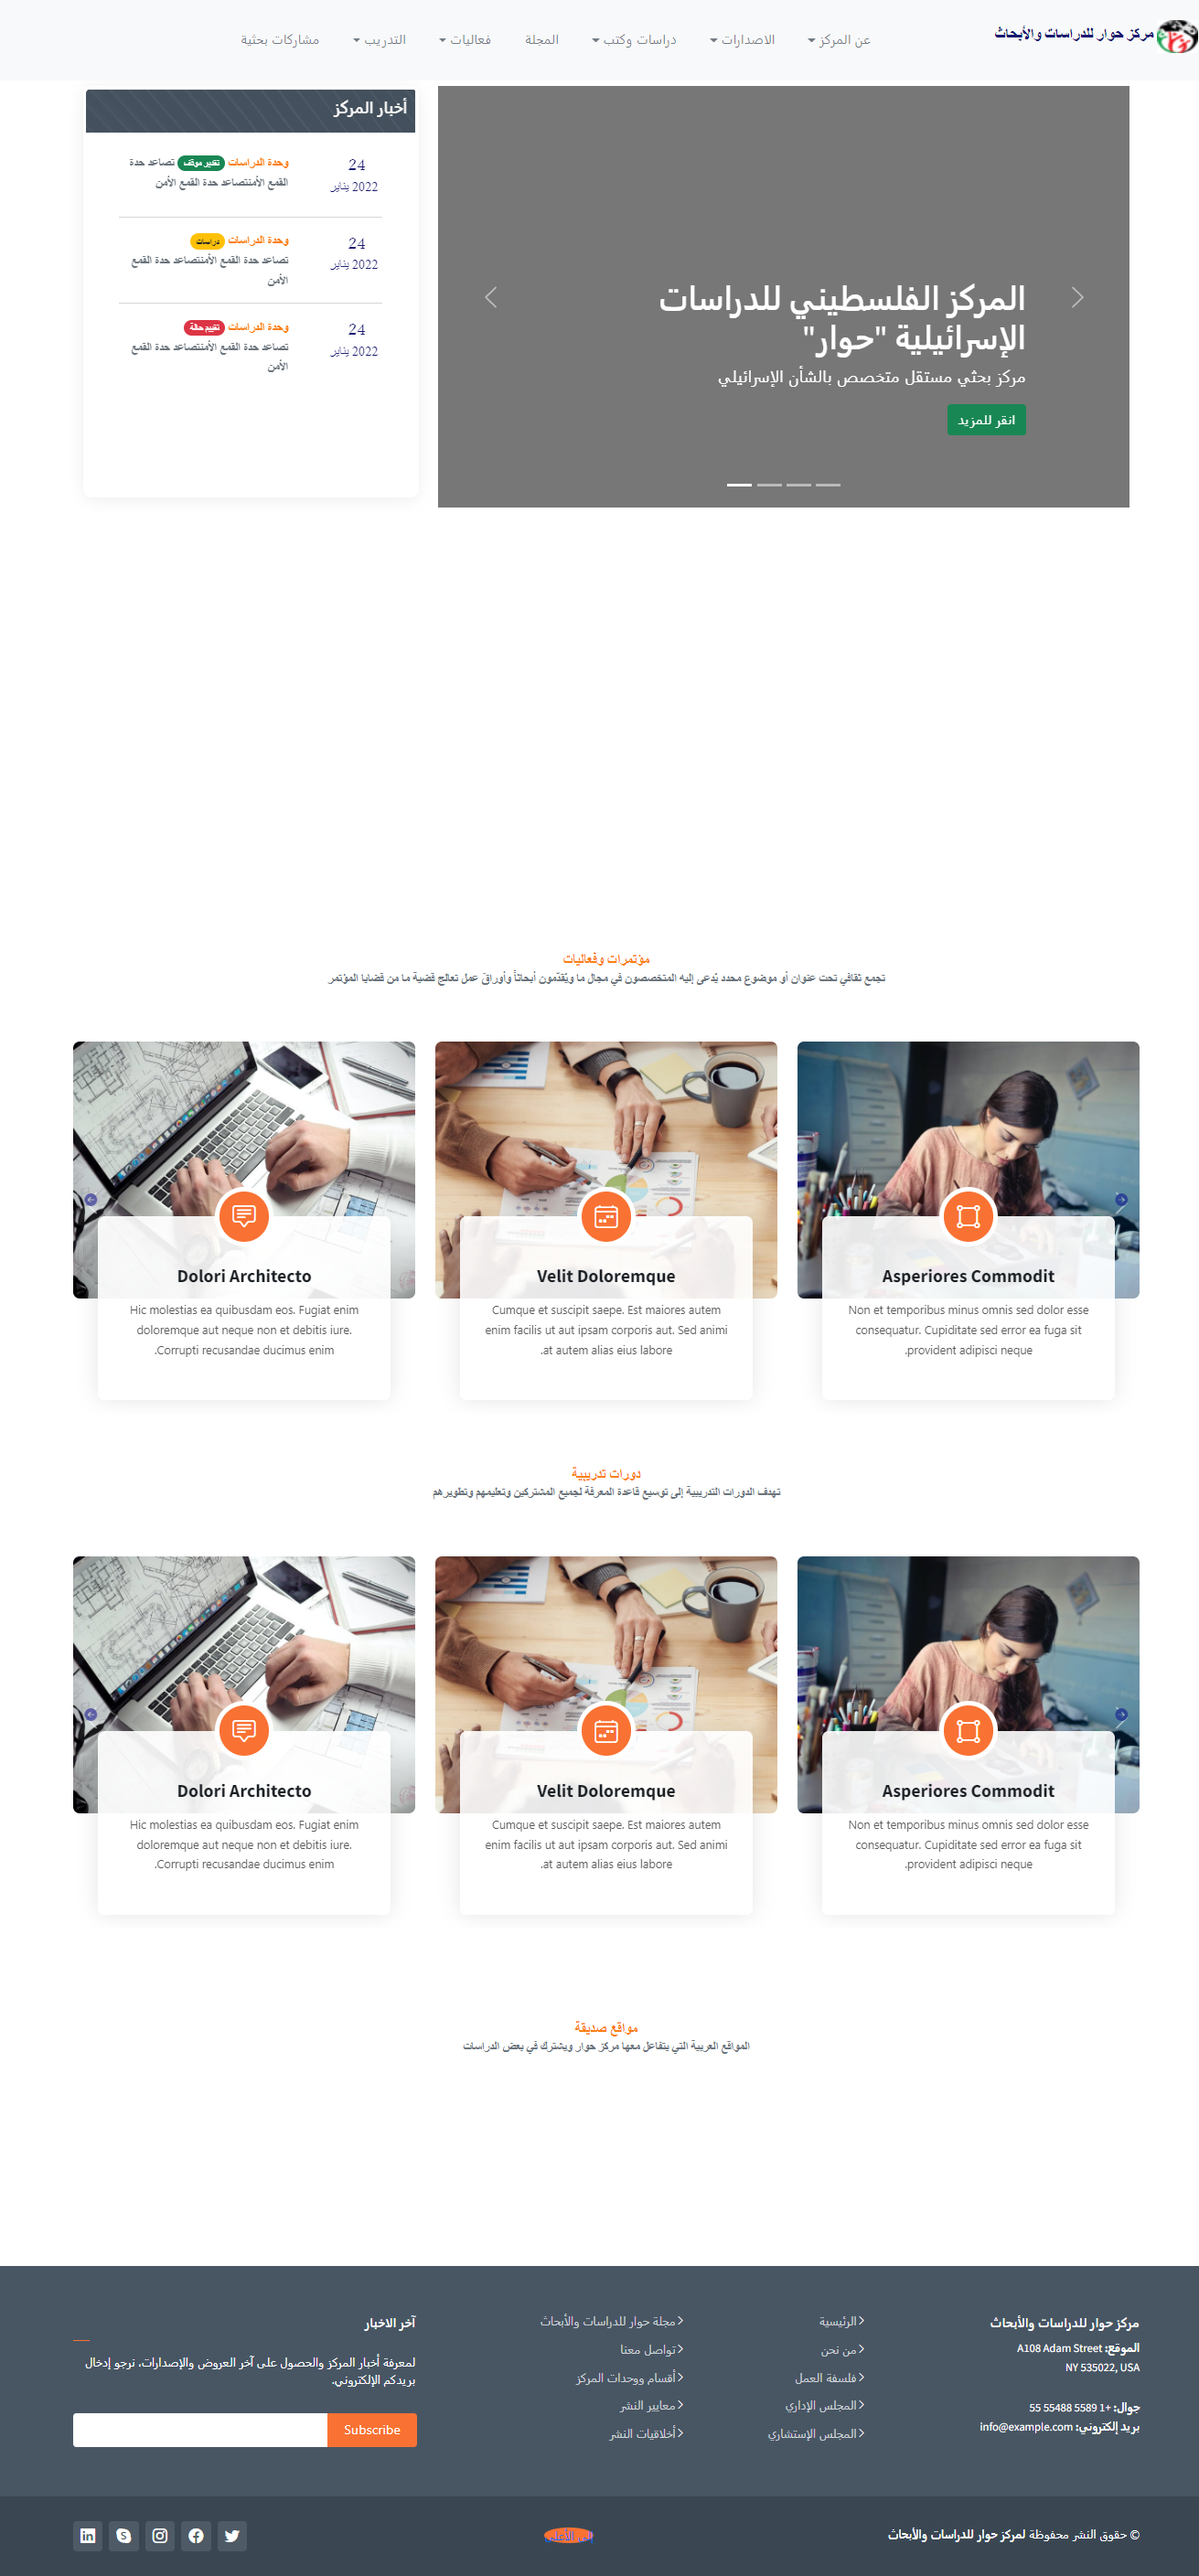 مركز حوار للدراسات والأبحاث
عن المركز
الاصدارات
دراسات وكتب
المجلة
فعاليات
التدريب
مشاركات بحثية
المركز الفلسطيني للدراسات
الإسرائيلية "حوار"
مركز بحثي مستقل متخصص بالشأن الإسرائيلي
انقر للمزيد
أخبار المركز
24
يناير 2022
وحدة الدراسات تقدير موقف تصاعد حدة
القمع الأمنتصاعد حدة القمع الأمن
24
يناير 2022
وحدة الدراسات دراسات
تصاعد حدة القمع الأمنتصاعد حدة القمع
الأمن
24
يناير 2022
وحدة الدراسات تقييم حالة
تصاعد حدة القمع الأمنتصاعد حدة القمع
الأمن
مؤتمرات وفعاليات
تجمع ثقافي تحت عنوان أو موضوع محدد يُدعى إليه المتخصصون في مجال ما ويُقدّمون أبحاثاً وأوراقَ عمل تعالج قضية ما من قضايا المؤتمر
Asperiores Commodit
Non et temporibus minus omnis sed dolor esse
consequatur. Cupiditate sed error ea fuga sit
.provident adipisci neque
Velit Doloremque
Cumque et suscipit saepe. Est maiores autem
enim facilis ut aut ipsam corporis aut. Sed animi
.at autem alias eius labore
Dolori Architecto
Hic molestias ea quibusdam eos. Fugiat enim
doloremque aut neque non et debitis iure.
.Corrupti recusandae ducimus enim
دورات تدريبية
تهدف الدورات التدريبية إلى توسيع قاعدة المعرفة لجميع المشتركين وتعليمهم وتطويرهم
Asperiores Commodit
Non et temporibus minus omnis sed dolor esse
consequatur. Cupiditate sed error ea fuga sit
.provident adipisci neque
Velit Doloremque
Cumque et suscipit saepe. Est maiores autem
enim facilis ut aut ipsam corporis aut. Sed animi
.at autem alias eius labore
Dolori Architecto
Hic molestias ea quibusdam eos. Fugiat enim
doloremque aut neque non et debitis iure.
.Corrupti recusandae ducimus enim
مواقع صديقة
المواقع العربية التي يتفاعل معها مركز حوار ويشترك في بعض الدراسات
مركز حوار للدراسات والأبحاث
الموقع: A108 Adam Street
NY 535022, USA
جوال: +1 5589 55488 55
بريد إلكتروني: info@example.com
الرئيسية
من نحن
فلسفة العمل
المجلس الإداري
المجلس الإستشاري
مجلة حوار للدراسات والأبحاث
تواصل معنا
أقسام ووحدات المركز
معايير النشر
أخلاقيات النشر
آخر الاخبار
لمعرفة أخبار المركز والحصول على آخر العروض والإصدارات، نرجو إدخال
بريدكم الإلكتروني.
Subscribe
© حقوق النشر محفوظة لمركز حوار للدراسات والأبحاث
إلى الأعلى